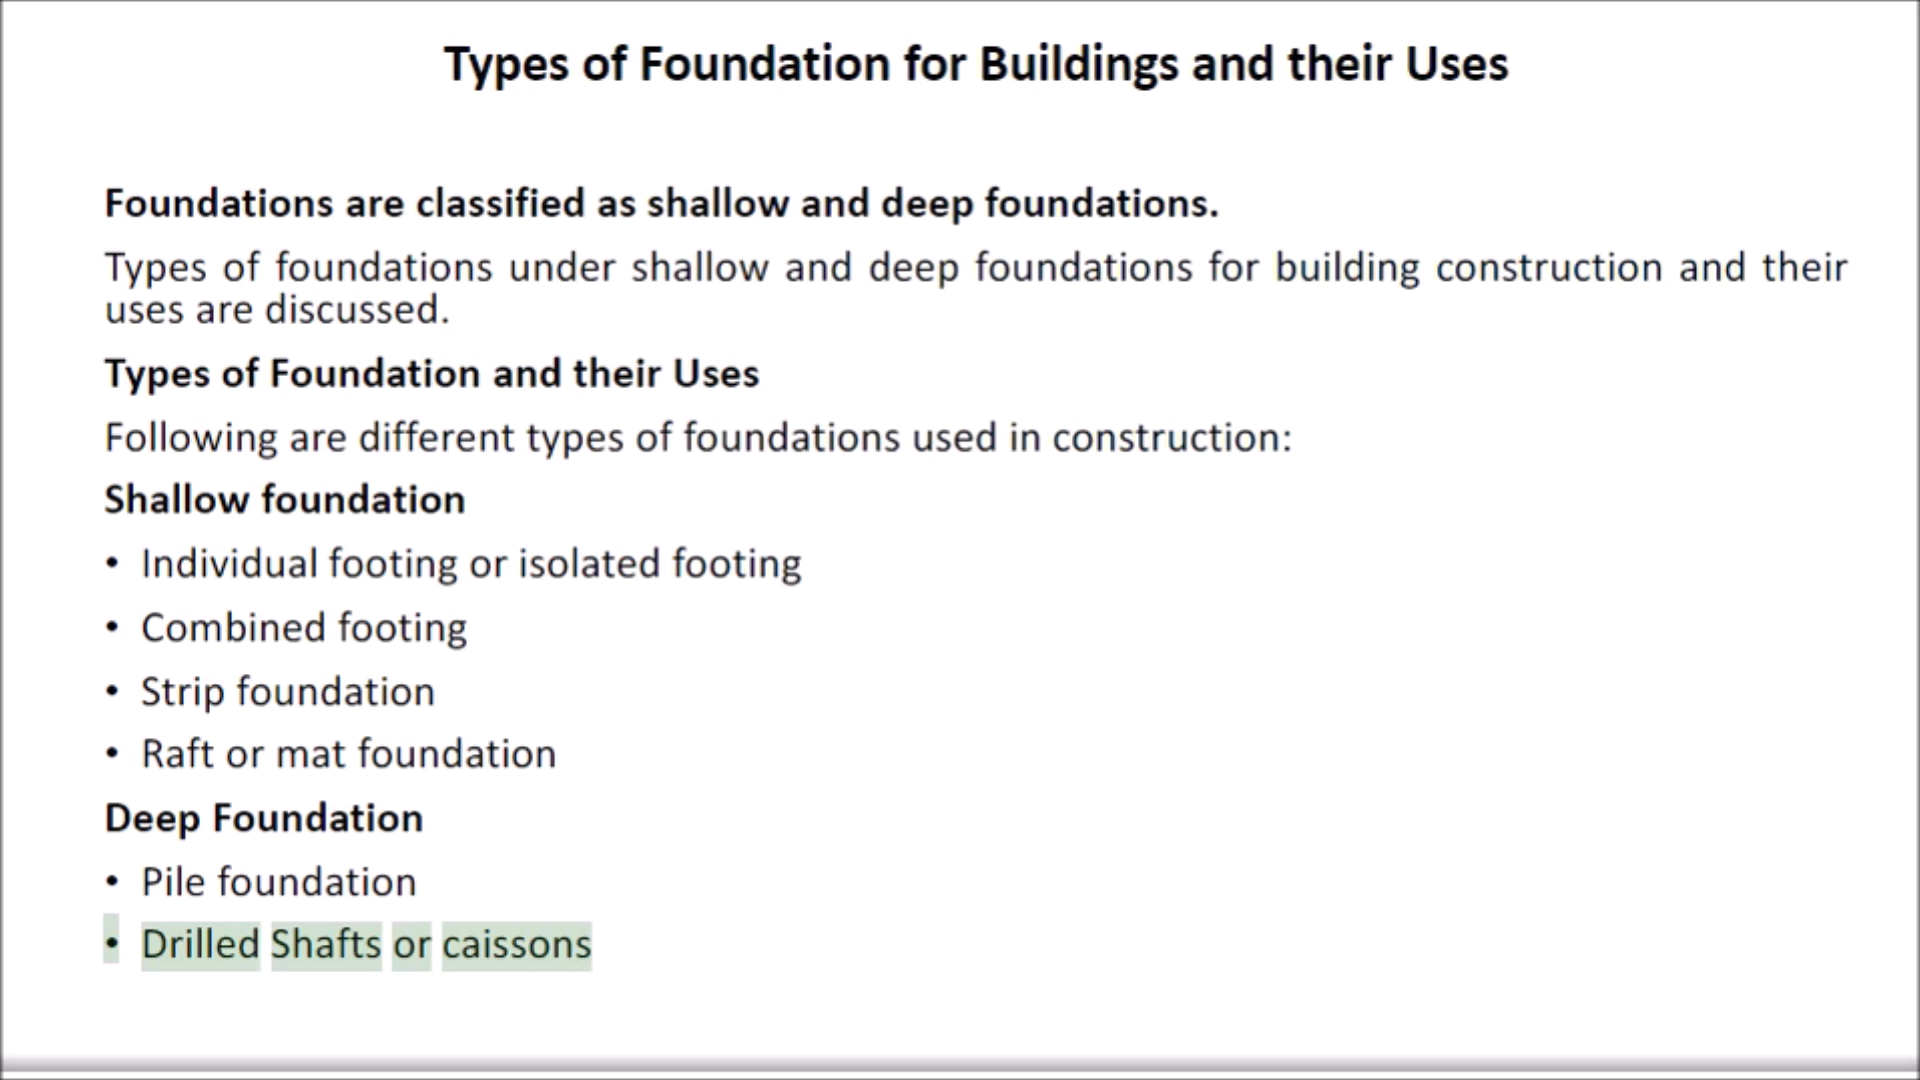 Types of Foundation for Buildings and their Uses
Foundations are classified as shallow and deep foundations.
Types of foundations under shallow and deep foundations for building construction and their
uses are discussed.
Types of Foundation and their Uses
Following are different types of foundations used in construction:
Shallow foundation
• Individual footing or isolated footing
• Combined footing
• Strip foundation
• Raft or mat foundation
Deep Foundation
• Pile foundation
• Drilled Shafts or caissons